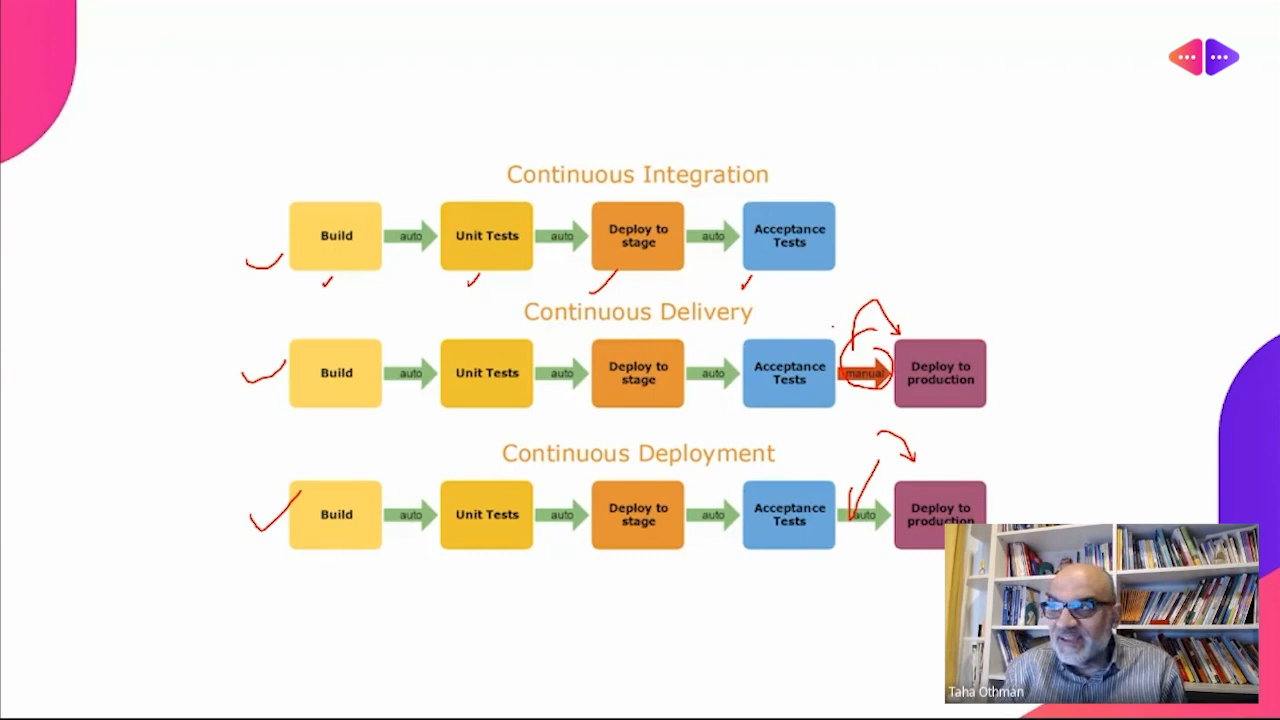 Continuous Integration
Build
auto
Unit Tests
auto
Deploy to
stage
auto
Acceptance
Tests
Continuous Delivery
Build
auto
Unit Tests
auto
Deploy to
stage
auto
Acceptance
Tests
manual
Deploy to
production
Continuous Deployment
Build
auto
Unit Tests
auto
Deploy to
stage
auto
Acceptance
Tests
auto
Deploy to
production
Taha Othman